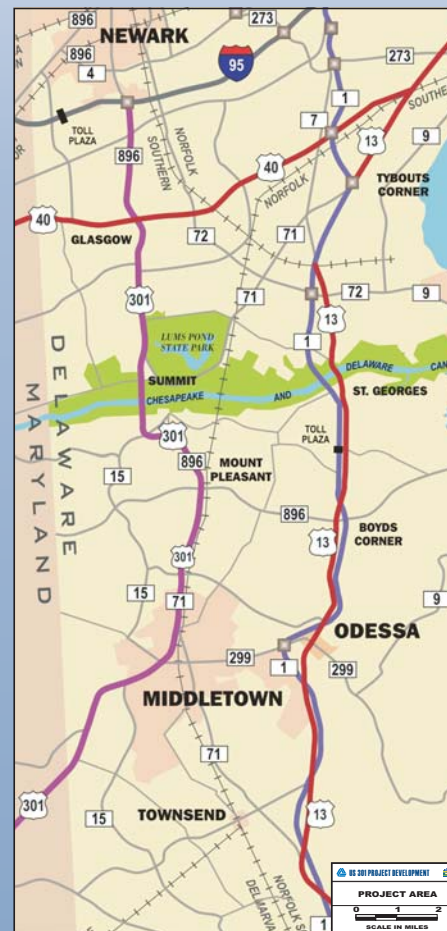 273
896
NEWARK
896
4
95
273
1
TOLL
PLAZA
7
13
9
896
SOUTHERN
NORFOLK
40
NORFOLK
TYBOUTS
CORNER
40
GLASGOW
72
71
301
71
72
9
13
LUMS POND
STATE PARK
1
DELAWARE
MARYLAND
SUMMIT
CHESAPEAKE
AND
DELAWARE
CAN
ST. GEORGES
301
TOLL
PLAZA
896
MOUNT
PLEASANT
15
896
13
BOYDS
CORNER
301
15
71
9
ODESSA
299
1
299
MIDDLETOWN
71
301
15
TOWNSEND
13
NORFOLK S
DELMARVA
1
US 301 PROJECT DEVELOPMENT
PROJECT AREA
0 1 2
SCALE IN MILES